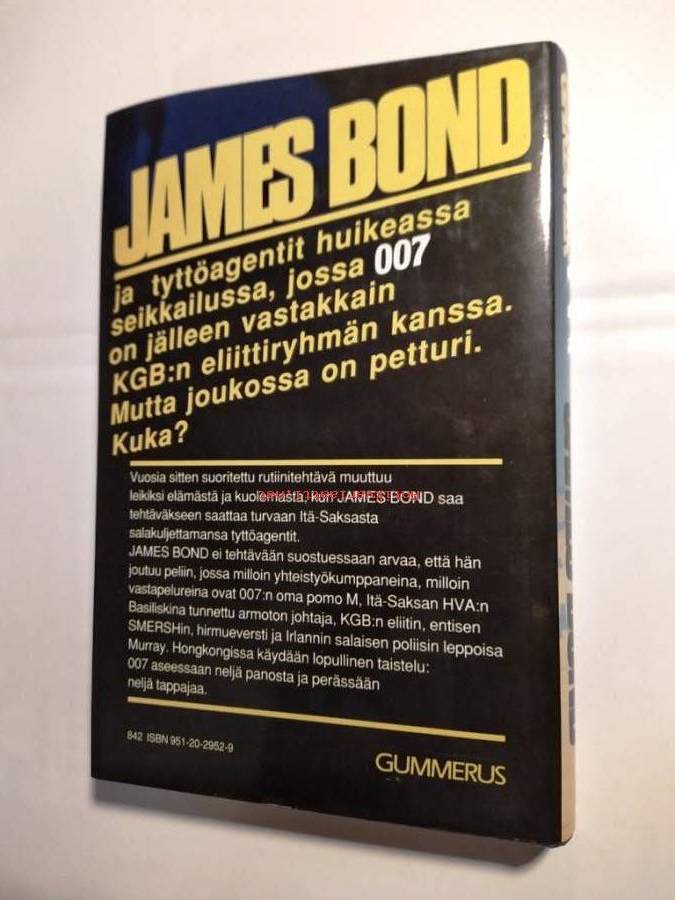 JAMES BOND
ja tyttöagentit huikeassa
seikkailussa, jossa 007
on jälleen vastakkain
KGB:n eliittiryhmän kanssa.
Mutta joukossa on petturi.
Kuka?
Vuosia sitten suoritettu rutiinitehtävä muuttuu
leikiksi elämästä ja kuolemasta, kun JAMES BOND saa
tehtäväkseen saattaa turvaan Itä-Saksasta
salakuljettamansa tyttöagentit.
JAMES BOND ei tehtävään suostuessaan arvaa, että hän
joutuu peliin, jossa milloin yhteistyökumppaneina, milloin
vastapelureina ovat 007:n oma pomo M, Itä-Saksan HVA:n
Basiliskina tunnettu armoton johtaja, KGB:n eliitin, entisen
SMERSHin, hirmueversti ja Irlannin salaisen poliisin leppoisa
Murray. Hongkongissa käydään lopullinen taistelu:
007 aseessaan neljä panosta ja perässään
neljä tappajaa.
842 ISBN 951-20-2952-9
GUMMERUS